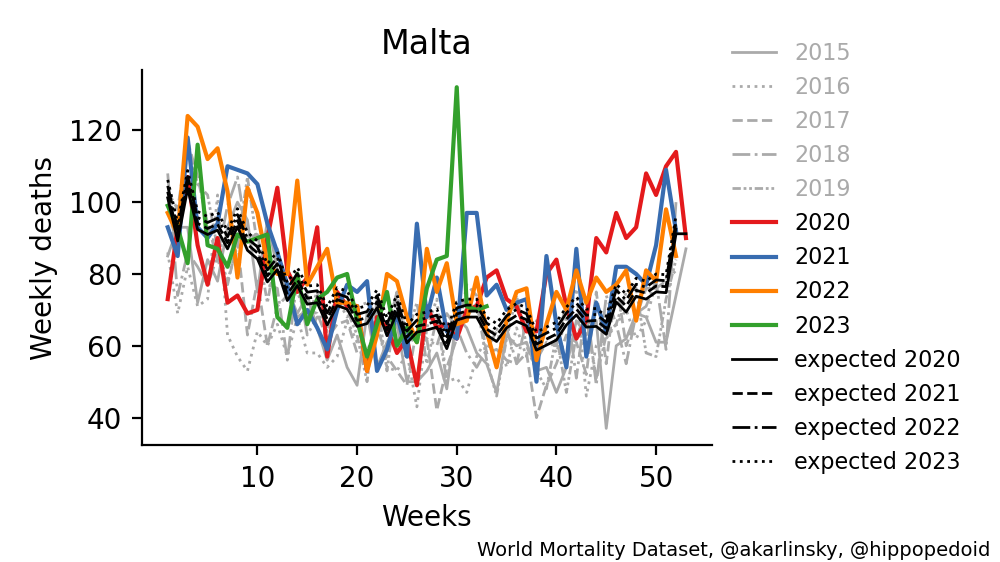 Malta
Weekly deaths
120
100
80
60
40
10 20 30 40 50
Weeks
2015
2016
2017
2018
2019
2020
2021
2022
2023
expected 2020
expected 2021
expected 2022
expected 2023
World Mortality Dataset, @akarlinsky, @hippopedoid